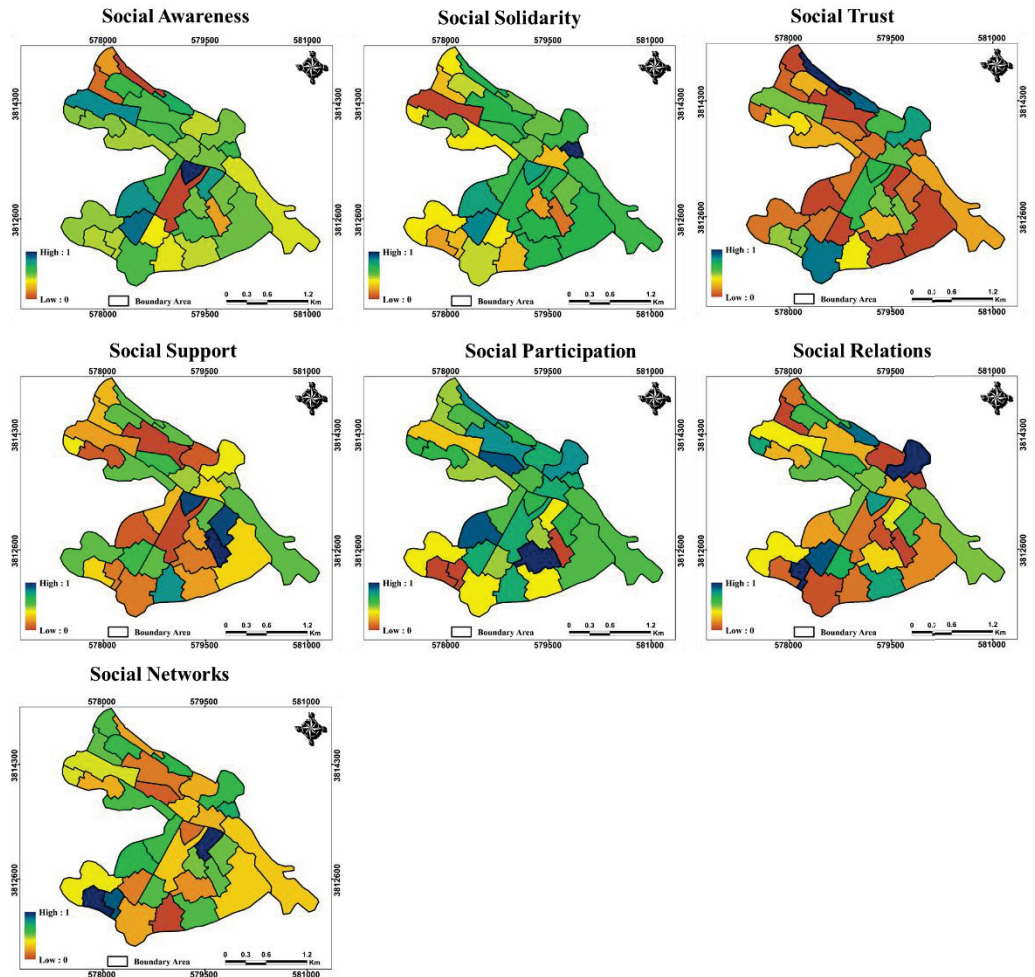 Social Awareness
578000 579500 581000
3814300
3812600
High : 1
Low : 0
Boundary Area
0 0.3 0.6 1.2
Km
578000 579500 581000
Social Solidarity
578000 579500 581000
3814300
3812600
High : 1
Low : 0
Boundary Area
0 0.3 0.6 1.2
Km
578000 579500 581000
Social Trust
578000 579500 581000
3814300
3812600
High : 1
Low : 0
Boundary Area
0 0.3 0.6 1.2
Km
578000 579500 581000
Social Support
578000 579500 581000
3814300
3812600
High : 1
Low : 0
Boundary Area
0 0.3 0.6 1.2
Km
Social Participation
578000 579500 581000
3814300
3812600
High : 1
Low : 0
Boundary Area
0 0.3 0.6 1.2
Km
578000 579500 581000
Social Relations
578000 579500 581000
3814300
3812600
High : 1
Low : 0
Boundary Area
0 0.3 0.6 1.2
Km
578000 579500 581000
Social Networks
578000 579500 581000
3814300
3812600
High : 1
Low : 0
Boundary Area
0 0.3 0.6 1.2
Km
578000 579500 581000